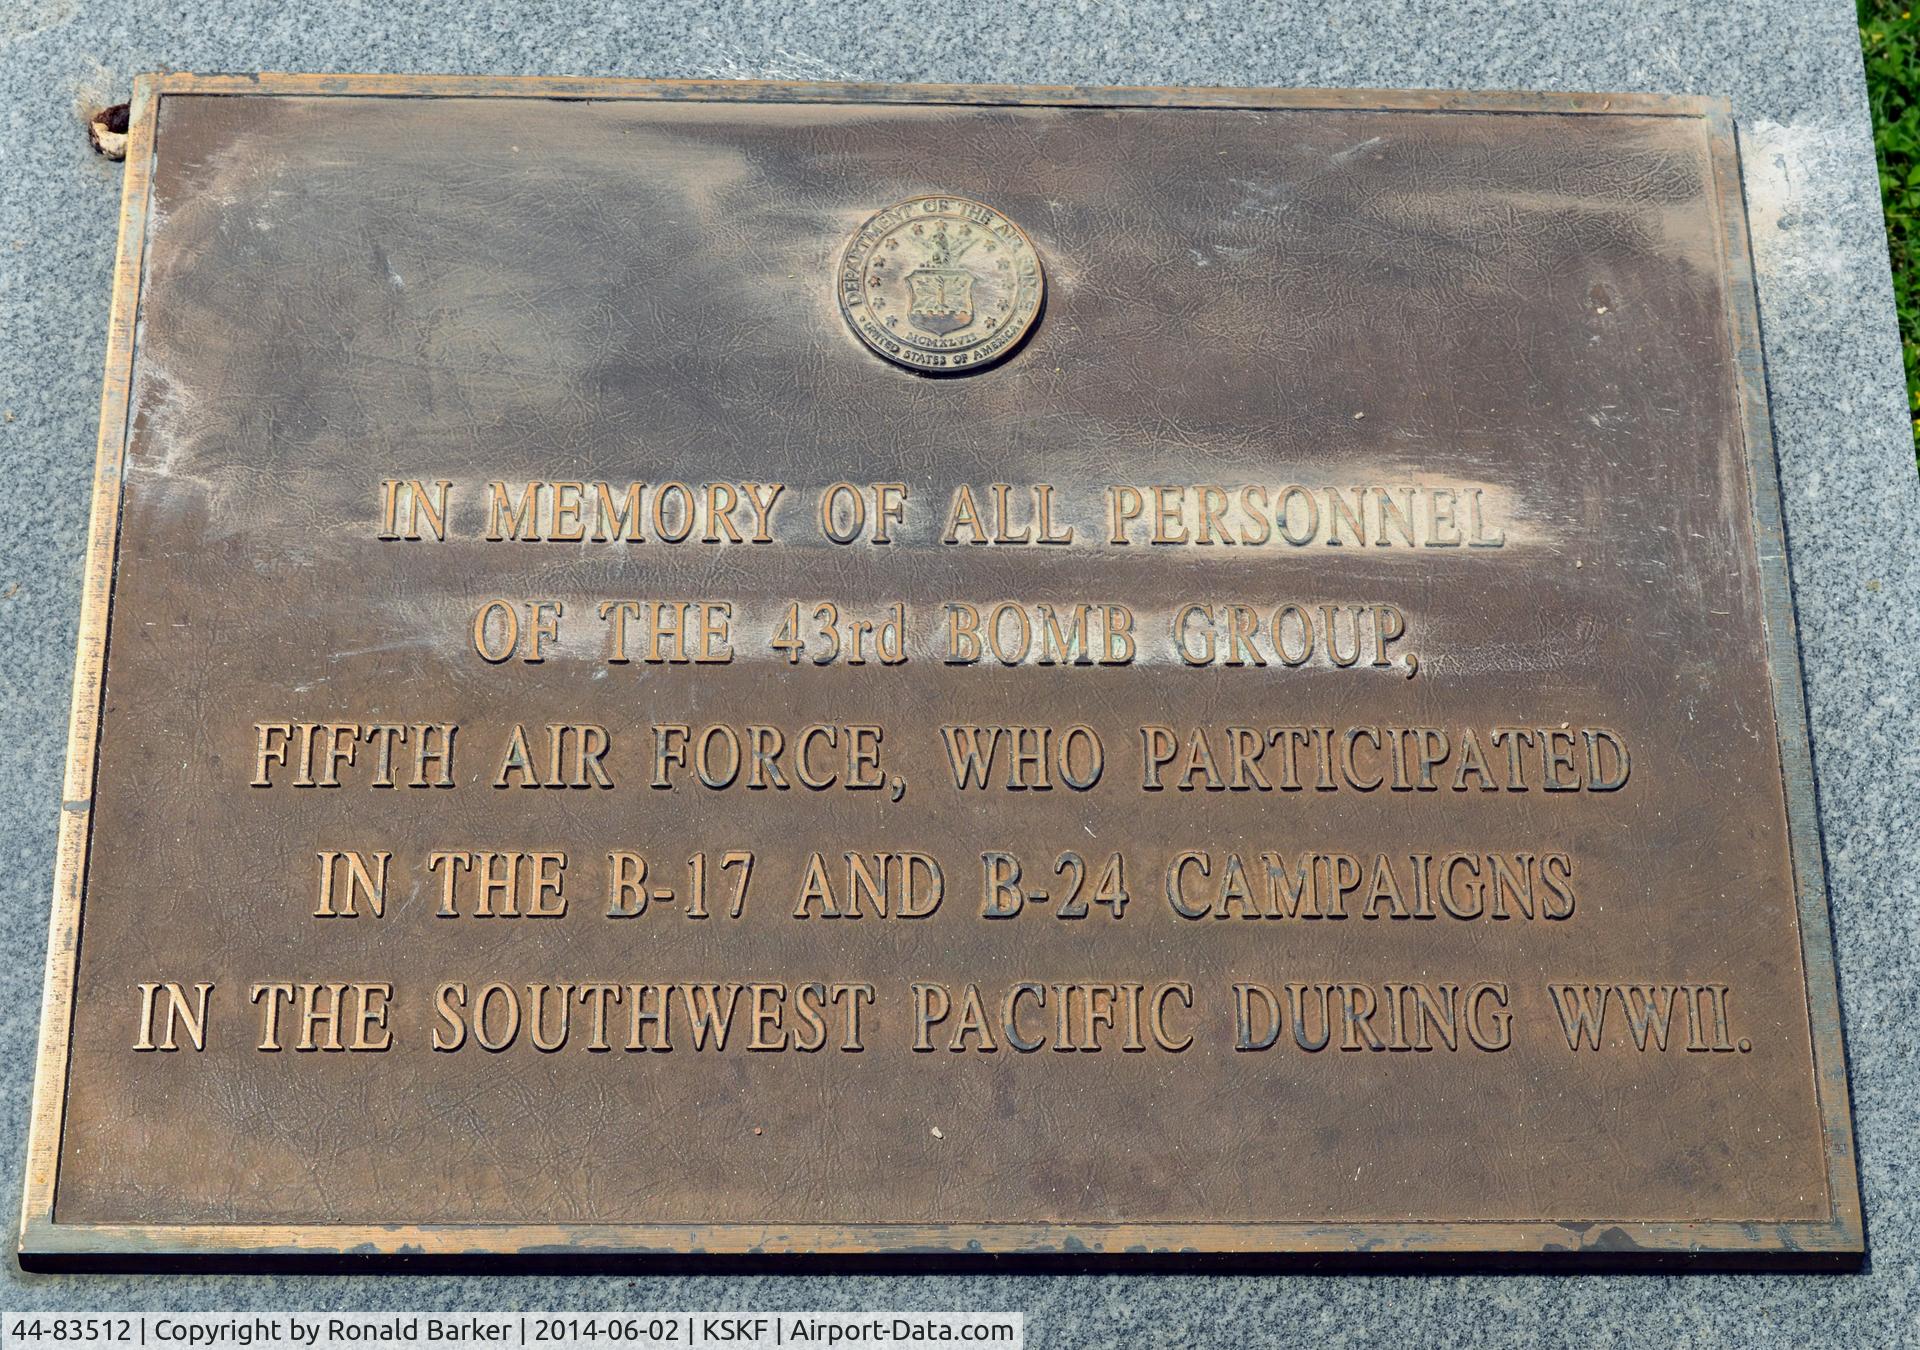 DEPARTMENT OF THE AIR FORCE
MCMXLVII
UNITED STATES OF AMERICA
IN MEMORY OF ALL PERSONNEL
OF THE 43rd BOMB GROUP,
FIFTH AIR FORCE, WHO PARTICIPATED
IN THE B-17 AND B-24 CAMPAIGNS
IN THE SOUTHWEST PACIFIC DURING WWII.
44-83512 | Copyright by Ronald Barker | 2014-06-02 | KSKF | Airport-Data.com